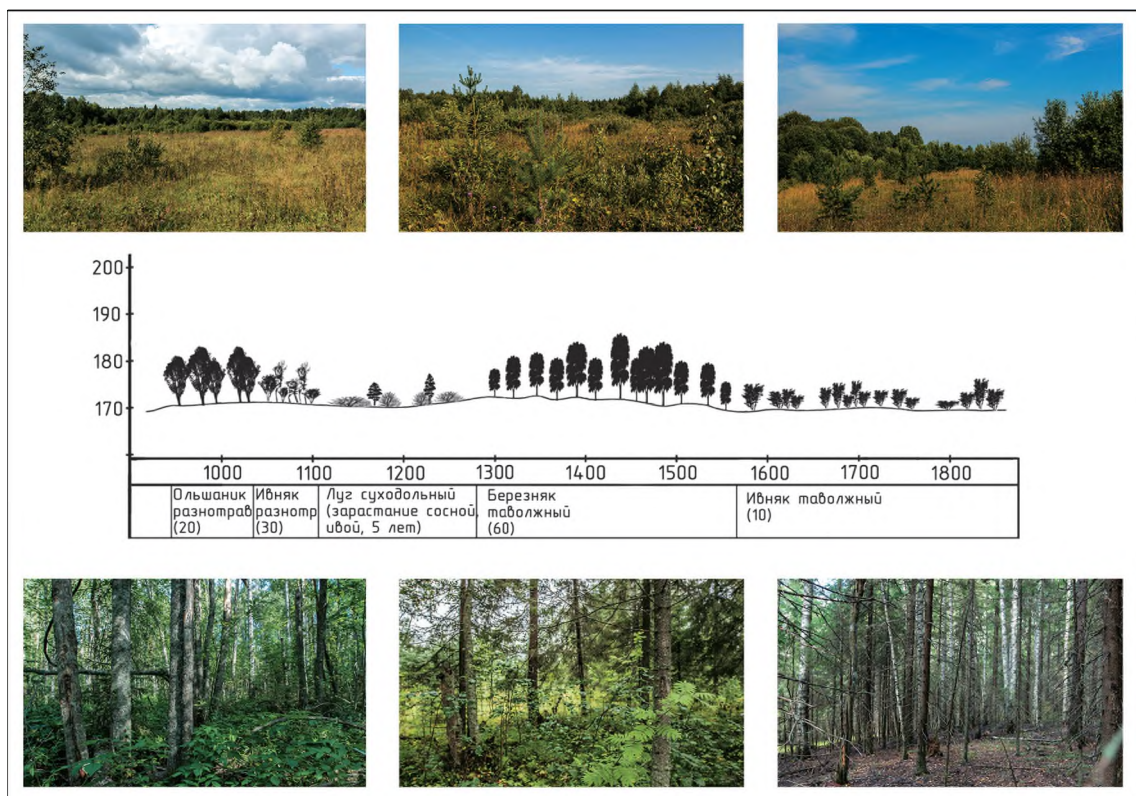 200
190
180
170
1000 1100 1200 1300 1400 1500 1600 1700 1800
Ольшаник
разнотрав
(20)
Ивняк
разнотр
(30)
Луг суходольный
(зарастание сосной,
ивой, 5 лет)
Березняк
таволжный
(60)
Ивняк таволжный
(10)